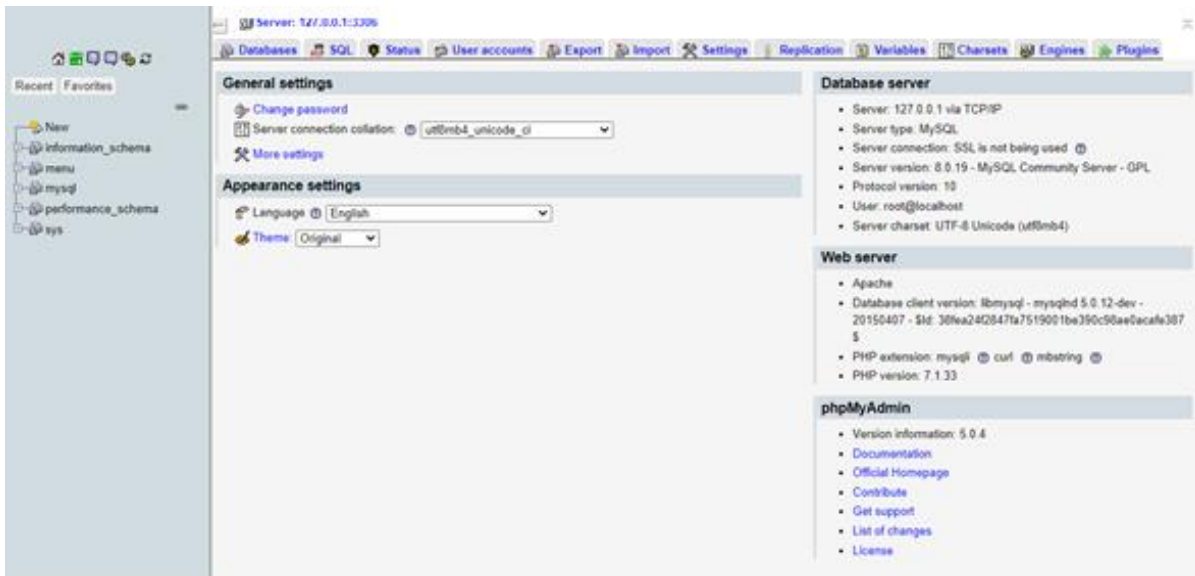 Server: 127.0.0.1:3306
Databases SQL Status User accounts Export Import Settings Replication Variables Charsets Engines Plugins
Recent Favorites
New
information_schema
menu
mysql
performance_schema
sys
General settings
Change password
Server connection collation: utf8mb4_unicode_ci
More settings
Appearance settings
Language English
Theme: Original
Database server
Server: 127.0.0.1 via TCP/IP
Server type: MySQL
Server connection: SSL is not being used
Server version: 8.0.19 - MySQL Community Server - GPL
Protocol version: 10
User: root@localhost
Server charset: UTF-8 Unicode (utf8mb4)
Web server
Apache
Database client version: libmysql - mysqlnd 5.0.12-dev -
20150407 - $Id:
$
PHP extension: mysqli curl mbstring
PHP version: 7.1.33
phpMyAdmin
Version information: 5.0.4
Documentation
Official Homepage
Contribute
Get support
List of changes
License